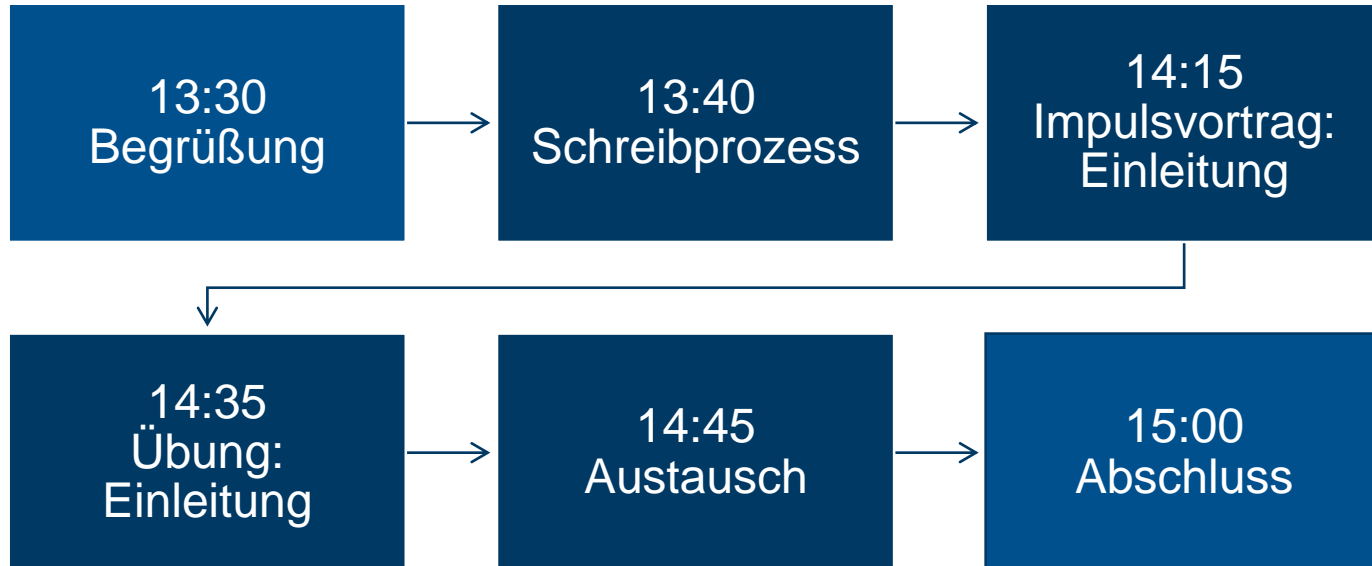 13:30
Begrüßung
13:40
Schreibprozess
14:15
Impulsvortrag:
Einleitung
14:35
Übung:
Einleitung
14:45
Austausch
15:00
Abschluss